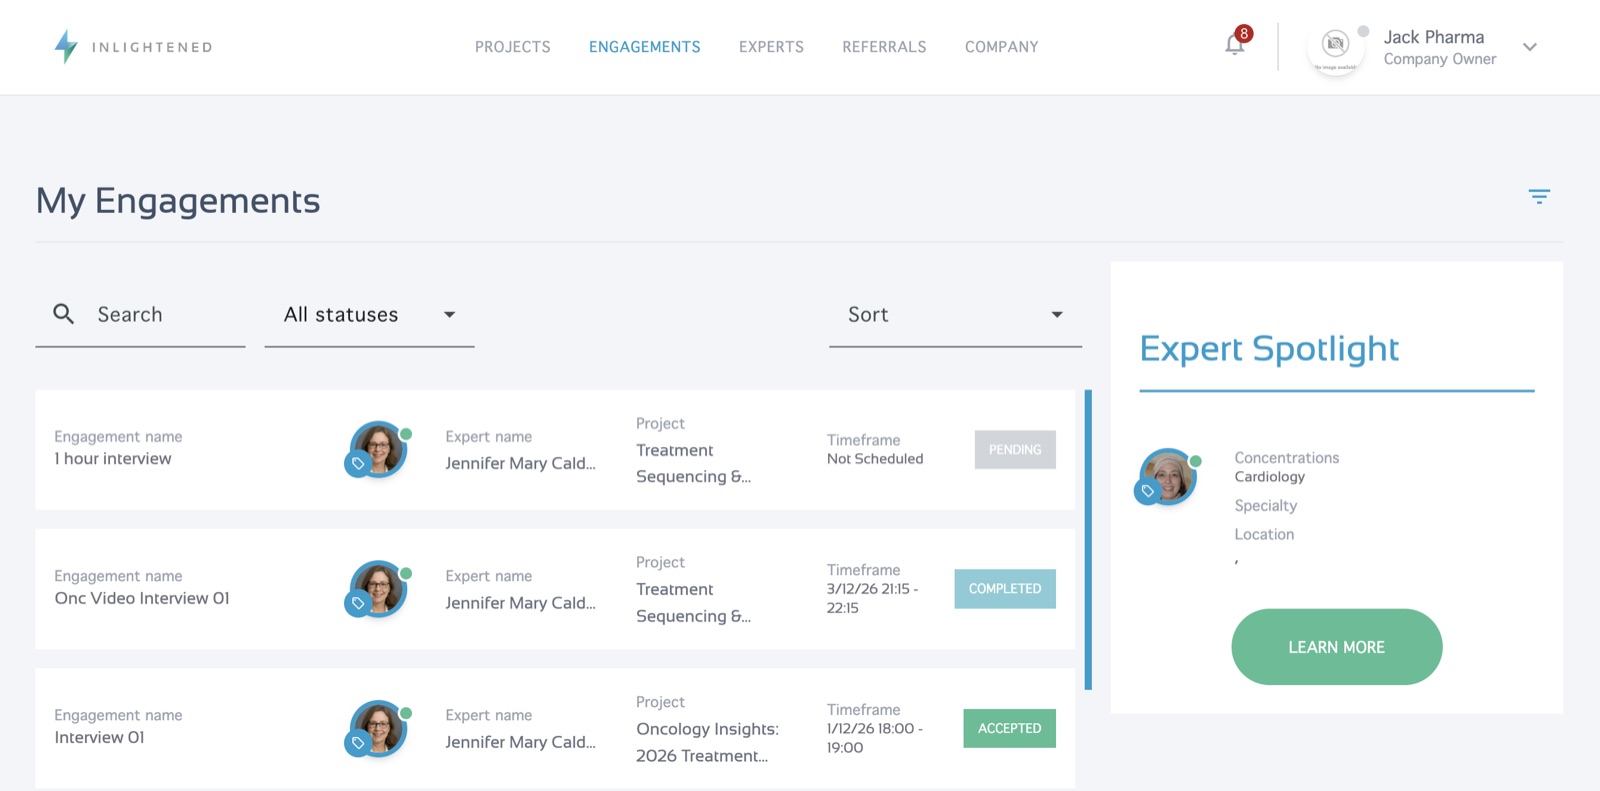 INLIGHTENED
PROJECTS
ENGAGEMENTS
EXPERTS
REFERRALS
COMPANY
8
No image available
Jack Pharma
Company Owner
My Engagements
Search
All statuses
Sort
Engagement name
1 hour interview
Expert name
Jennifer Mary Cald...
Project
Treatment
Sequencing &...
Timeframe
Not Scheduled
PENDING
Engagement name
Onc Video Interview 01
Expert name
Jennifer Mary Cald...
Project
Treatment
Sequencing &...
Timeframe
3/12/26 21:15 -
22:15
COMPLETED
Engagement name
Interview 01
Expert name
Jennifer Mary Cald...
Project
Oncology Insights:
2026 Treatment...
Timeframe
1/12/26 18:00 -
19:00
ACCEPTED
Expert Spotlight
Concentrations
Cardiology
Specialty
Location
,
LEARN MORE